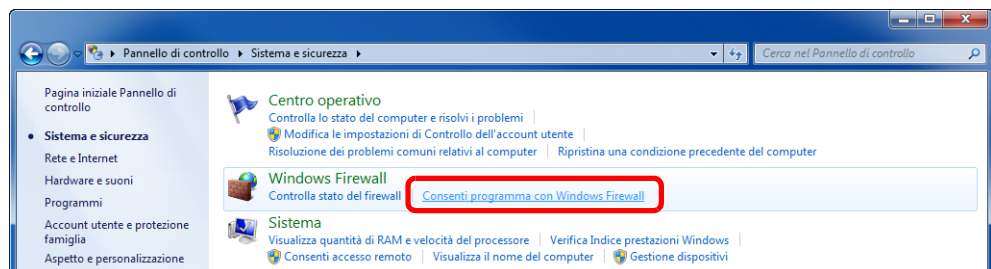 Pannello di controllo ▸ Sistema e sicurezza ▸
Cerca nel Pannello di controllo
Pagina iniziale Pannello di
controllo
Sistema e sicurezza
Rete e Internet
Hardware e suoni
Programmi
Account utente e protezione
famiglia
Aspetto e personalizzazione
Centro operativo
Controlla lo stato del computer e risolvi i problemi
Modifica le impostazioni di Controllo dell'account utente
Risoluzione dei problemi comuni relativi al computer Ripristina una condizione precedente del computer
Windows Firewall
Controlla stato del firewall Consenti programma con Windows Firewall
Sistema
Visualizza quantità di RAM e velocità del processore Verifica Indice prestazioni Windows
Consenti accesso remoto Visualizza il nome del computer Gestione dispositivi